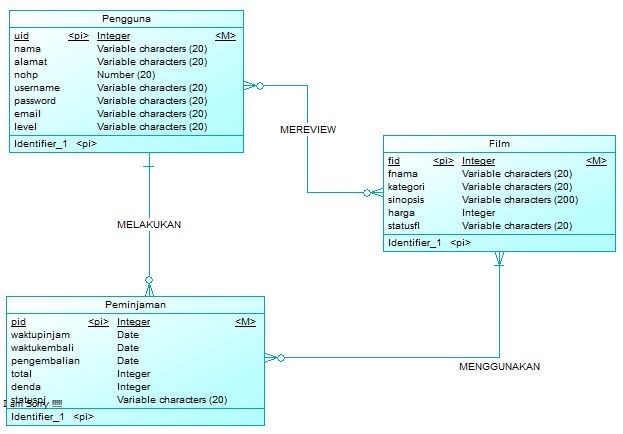 Pengguna
uid <pi> Integer <M>
nama Variable characters (20)
alamat Variable characters (20)
nohp Number (20)
username Variable characters (20)
password Variable characters (20)
email Variable characters (20)
level Variable characters (20)
Identifier_1 <pi>
MEREVIEW
Film
fid <pi> Integer <M>
fnama Variable characters (20)
kategori Variable characters (20)
sinopsis Variable characters (200)
harga Integer
statusfl Variable characters (20)
Identifier_1 <pi>
MELAKUKAN
Peminjaman
pid <pi> Integer <M>
waktupinjam Date
waktukembali Date
pengembalian Date
total Integer
denda Integer
statuspj Variable characters (20)
I am Sorry !!!!!
Identifier_1 <pi>
MENGGUNAKAN